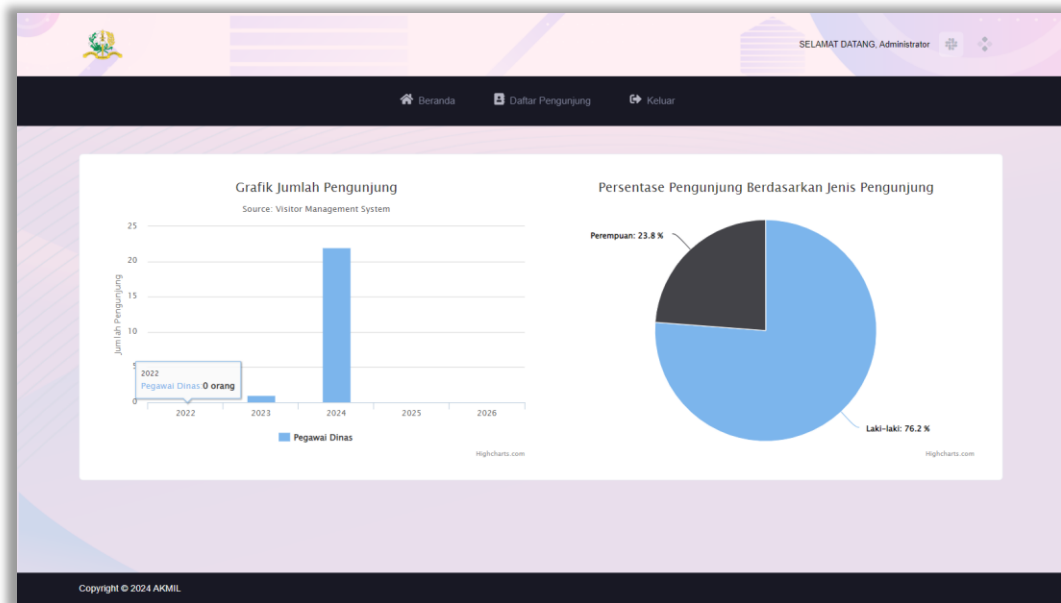 SELAMAT DATANG, Administrator
Beranda Daftar Pengunjung Keluar
Grafik Jumlah Pengunjung
Source: Visitor Management System
Jumlah Pengunjung
25
20
15
10
5
0
2022
Pegawai Dinas: 0 orang
2022 2023 2024 2025 2026
Pegawai Dinas
Highcharts.com
Persentase Pengunjung Berdasarkan Jenis Pengunjung
Perempuan: 23.8 %
Laki-laki: 76.2 %
Highcharts.com
Copyright © 2024 AKMIL